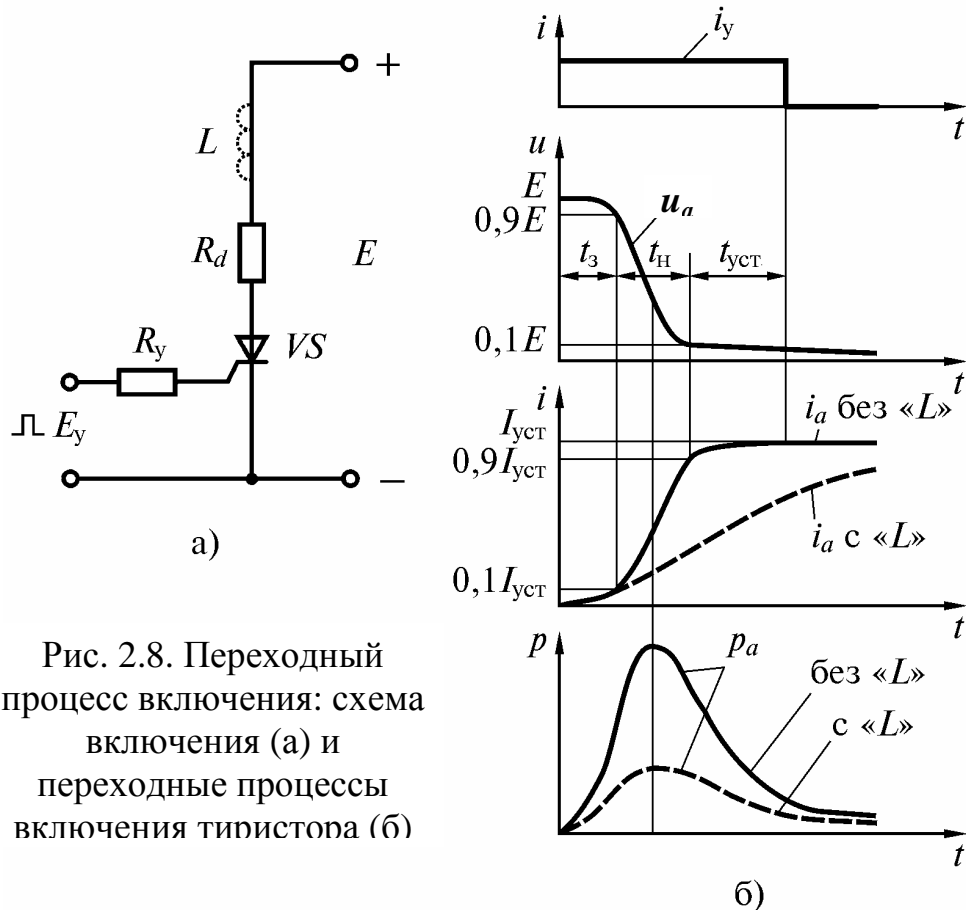 +
L
R_d
E
R_у
VS
E_у
–
а)
Рис. 2.8. Переходный
процесс включения: схема
включения (а) и
переходные процессы
включения тиристора (б)
i
i_у
t
u
E
0,9E
u_a
t_з
t_н
t_уст
0,1E
t
i
I_уст
i_a без «L»
0,9I_уст
i_a с «L»
0,1I_уст
t
p
p_a
без «L»
с «L»
t
б)